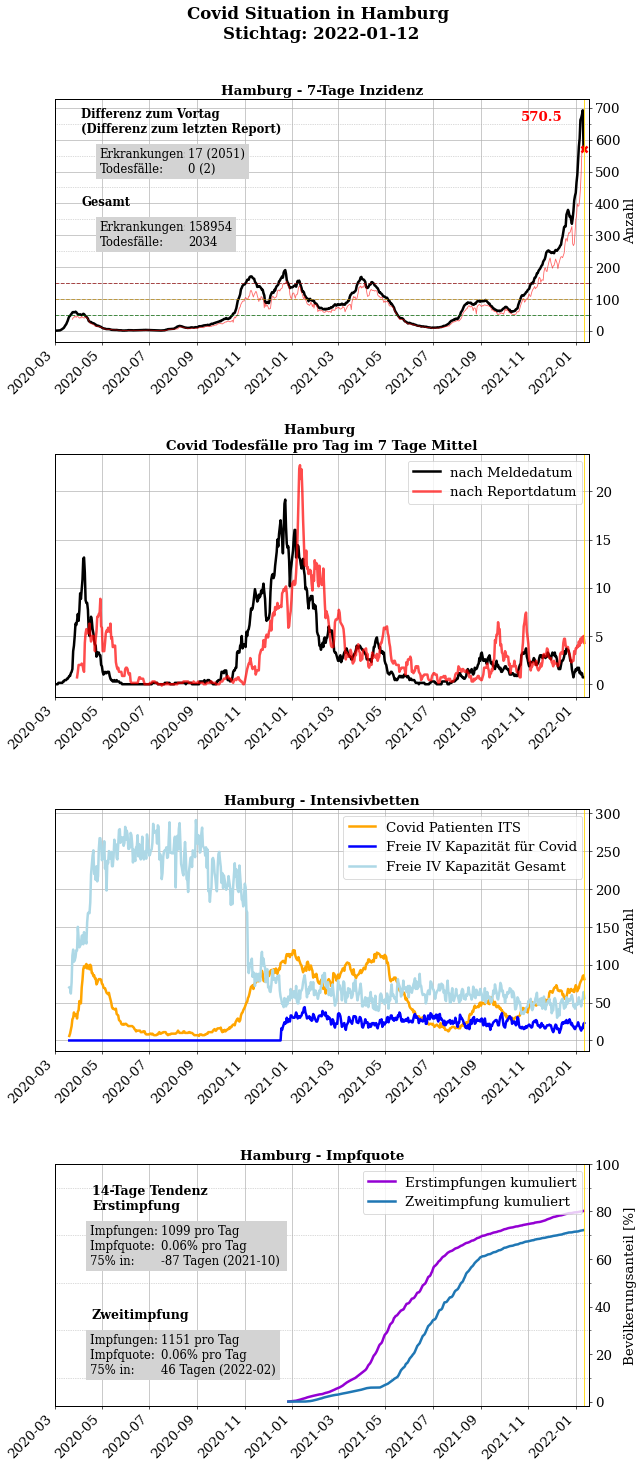 Covid Situation in Hamburg
Stichtag: 2022-01-12
Hamburg - 7-Tage Inzidenz
Differenz zum Vortag
(Differenz zum letzten Report)
Erkrankungen 17 (2051)
Todesfälle: 0 (2)
Gesamt
Erkrankungen 158954
Todesfälle: 2034
570.5
700
600
500
400
300
200
100
0
Anzahl
2020-03
2020-05
2020-07
2020-09
2020-11
2021-01
2021-03
2021-05
2021-07
2021-09
2021-11
2022-01
Hamburg
Covid Todesfälle pro Tag im 7 Tage Mittel
nach Meldedatum
nach Reportdatum
20
15
10
5
0
2020-03
2020-05
2020-07
2020-09
2020-11
2021-01
2021-03
2021-05
2021-07
2021-09
2021-11
2022-01
Hamburg - Intensivbetten
Covid Patienten ITS
Freie IV Kapazität für Covid
Freie IV Kapazität Gesamt
300
250
200
150
100
50
0
Anzahl
2020-03
2020-05
2020-07
2020-09
2020-11
2021-01
2021-03
2021-05
2021-07
2021-09
2021-11
2022-01
Hamburg - Impfquote
14-Tage Tendenz
Erstimpfung
Impfungen: 1099 pro Tag
Impfquote: 0.06% pro Tag
75% in: -87 Tagen (2021-10)
Zweitimpfung
Impfungen: 1151 pro Tag
Impfquote: 0.06% pro Tag
75% in: 46 Tagen (2022-02)
Erstimpfungen kumuliert
Zweitimpfung kumuliert
100
80
60
40
20
0
Bevölkerungsanteil [%]
2020-03
2020-05
2020-07
2020-09
2020-11
2021-01
2021-03
2021-05
2021-07
2021-09
2021-11
2022-01